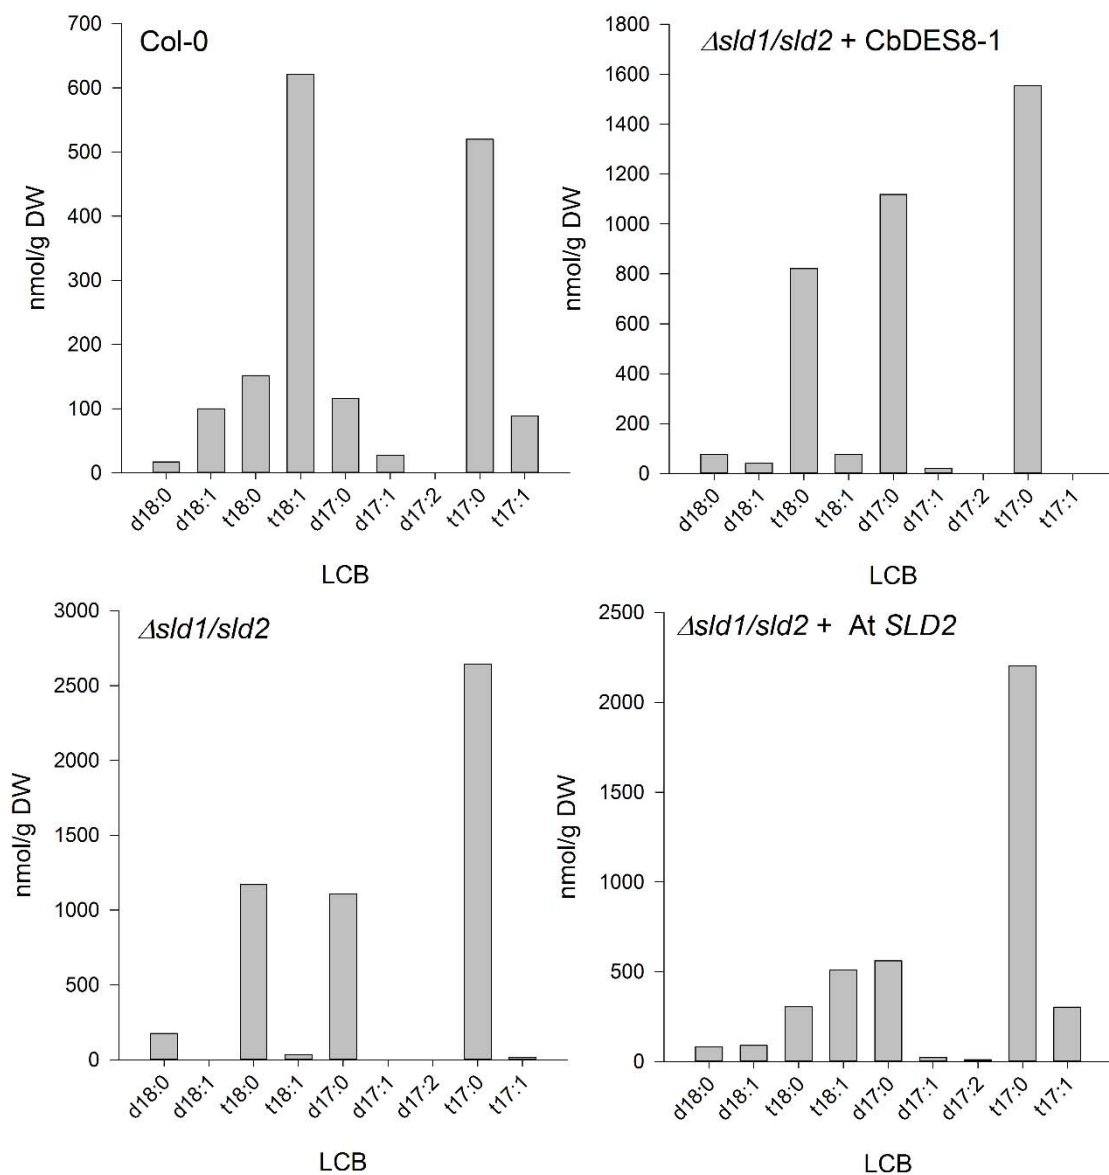 Col-0
nmol/g DW
700
600
500
400
300
200
100
0
d18:0 d18:1 t18:0 t18:1 d17:0 d17:1 d17:2 t17:0 t17:1
LCB
Δsld1/sld2 + CbDES8-1
nmol/g DW
1800
1600
1400
1200
1000
800
600
400
200
0
d18:0 d18:1 t18:0 t18:1 d17:0 d17:1 d17:2 t17:0 t17:1
LCB
Δsld1/sld2
nmol/g DW
3000
2500
2000
1500
1000
500
0
d18:0 d18:1 t18:0 t18:1 d17:0 d17:1 d17:2 t17:0 t17:1
LCB
Δsld1/sld2 + At SLD2
nmol/g DW
2500
2000
1500
1000
500
0
d18:0 d18:1 t18:0 t18:1 d17:0 d17:1 d17:2 t17:0 t17:1
LCB